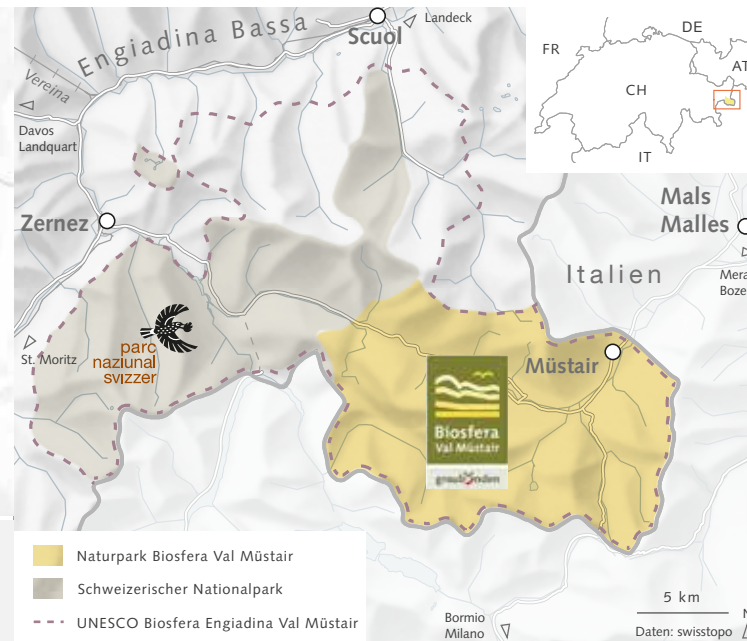 Engiadina Bassa
Scuol
Landeck
Vereina
Davos
Landquart
Zernez
St. Moritz
parc
naziunal
svizzer
FR
DE
AT
CH
IT
Mals
Malles
Italien
Mera
Boze
Müstair
Biosfera
Val Müstair
graubünden
Naturpark Biosfera Val Müstair
Schweizerischer Nationalpark
UNESCO Biosfera Engiadina Val Müstair
Bormio
Milano
5 km
Daten: swisstopo
N